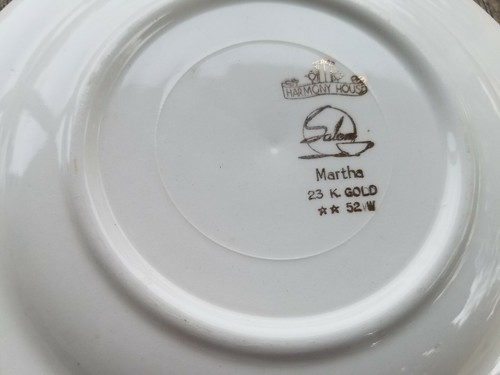 HARMONY HOUSE
Salem
Martha
23 K. GOLD
★★ 52 W